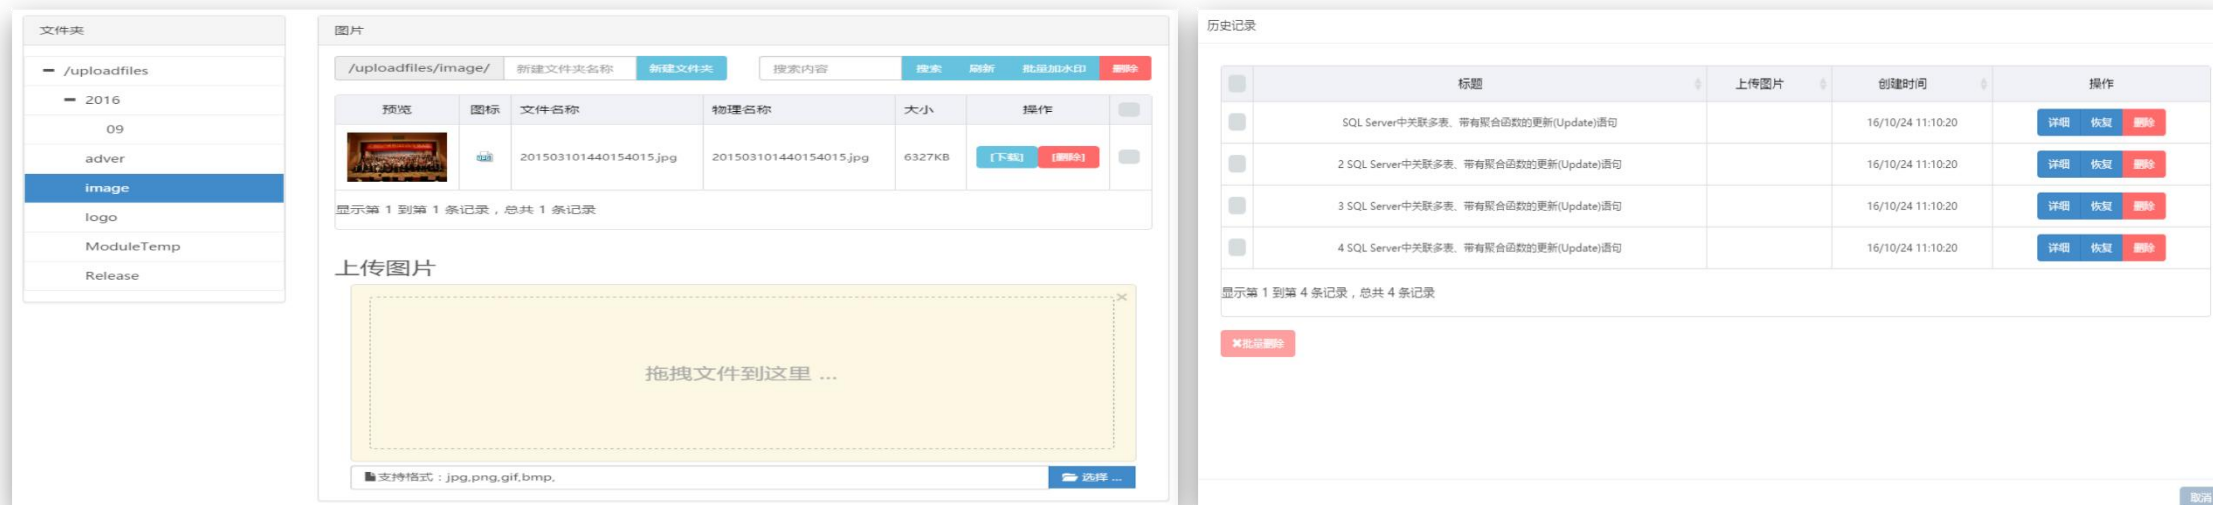 文件夹
/uploadfiles
2016
09
adver
image
logo
ModuleTemp
Release
图片
/uploadfiles/image/ 新建文件夹名称 新建文件夹 搜索内容 搜索 刷新 批量加水印 删除
预览 图标 文件名称 物理名称 大小 操作
201503101440154015.jpg 201503101440154015.jpg 6327KB [下载] [删除]
显示第 1 到第 1 条记录，总共 1 条记录
上传图片
×
拖拽文件到这里 ...
支持格式：jpg,png,gif,bmp,
选择 ...
历史记录
标题 上传图片 创建时间 操作
SQL Server中关联多表、带有聚合函数的更新(Update)语句 16/10/24 11:10:20 详细 恢复 删除
2 SQL Server中关联多表、带有聚合函数的更新(Update)语句 16/10/24 11:10:20 详细 恢复 删除
3 SQL Server中关联多表、带有聚合函数的更新(Update)语句 16/10/24 11:10:20 详细 恢复 删除
4 SQL Server中关联多表、带有聚合函数的更新(Update)语句 16/10/24 11:10:20 详细 恢复 删除
显示第 1 到第 4 条记录，总共 4 条记录
✖批量删除
取消